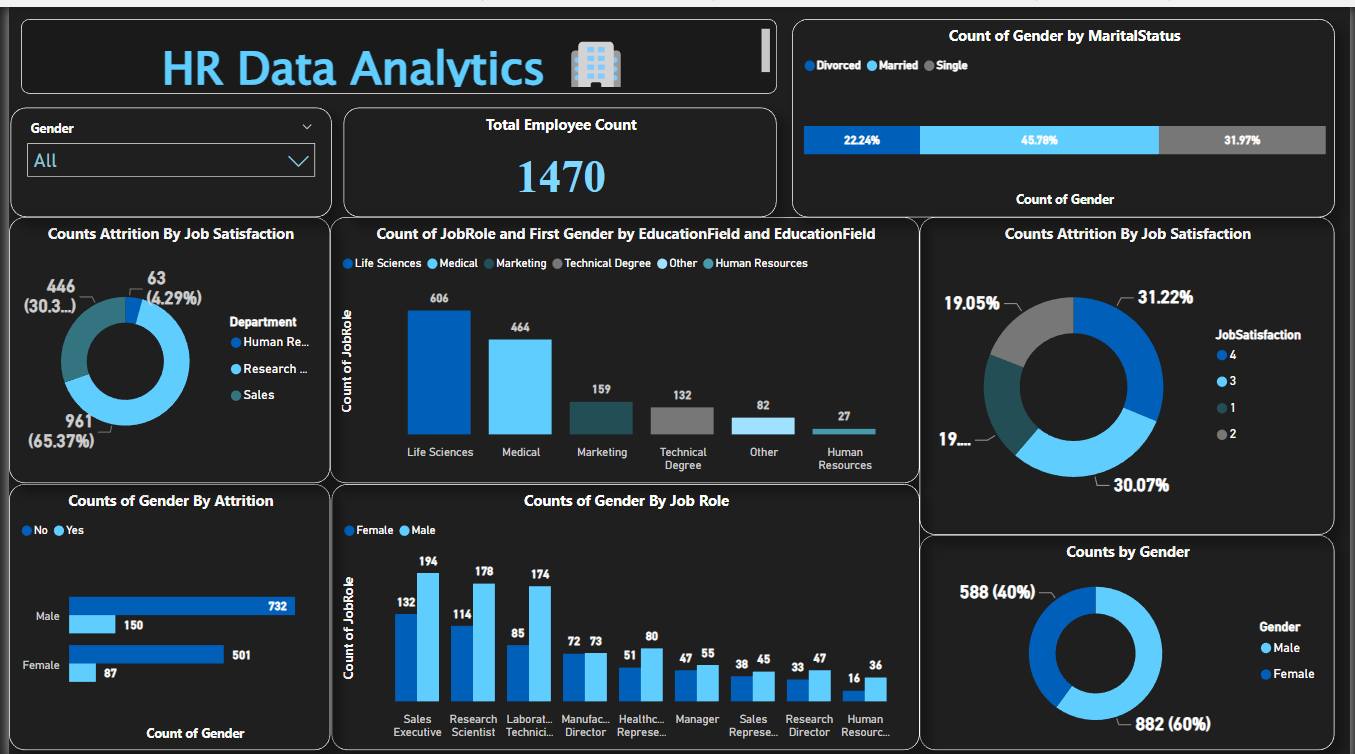 HR Data Analytics
Count of Gender by MaritalStatus
Divorced Married Single
22.24% 45.78% 31.97%
Count of Gender
Gender
All
Total Employee Count
1470
Counts Attrition By Job Satisfaction
63
(4.29%)
446
(30.3...)
961
(65.37%)
Department
Human Re...
Research ...
Sales
Count of JobRole and First Gender by EducationField and EducationField
Life Sciences Medical Marketing Technical Degree Other Human Resources
Count of JobRole
606 464 159 132 82 27
Life Sciences Medical Marketing Technical Other Human
Degree Resources
Counts Attrition By Job Satisfaction
31.22%
19.05%
19....
30.07%
JobSatisfaction
4
3
1
2
Counts of Gender By Attrition
No Yes
Male 732
150
Female 501
87
Count of Gender
Counts of Gender By Job Role
Female Male
Count of JobRole
132 194 114 178 85 174 72 73 51 80 47 55 38 45 33 47 16 36
Sales Research Laborat... Manufac... Healthc... Manager Sales Research Human
Executive Scientist Technici... Director Represe... Represe... Director Resourc...
Counts by Gender
588 (40%)
882 (60%)
Gender
Male
Female